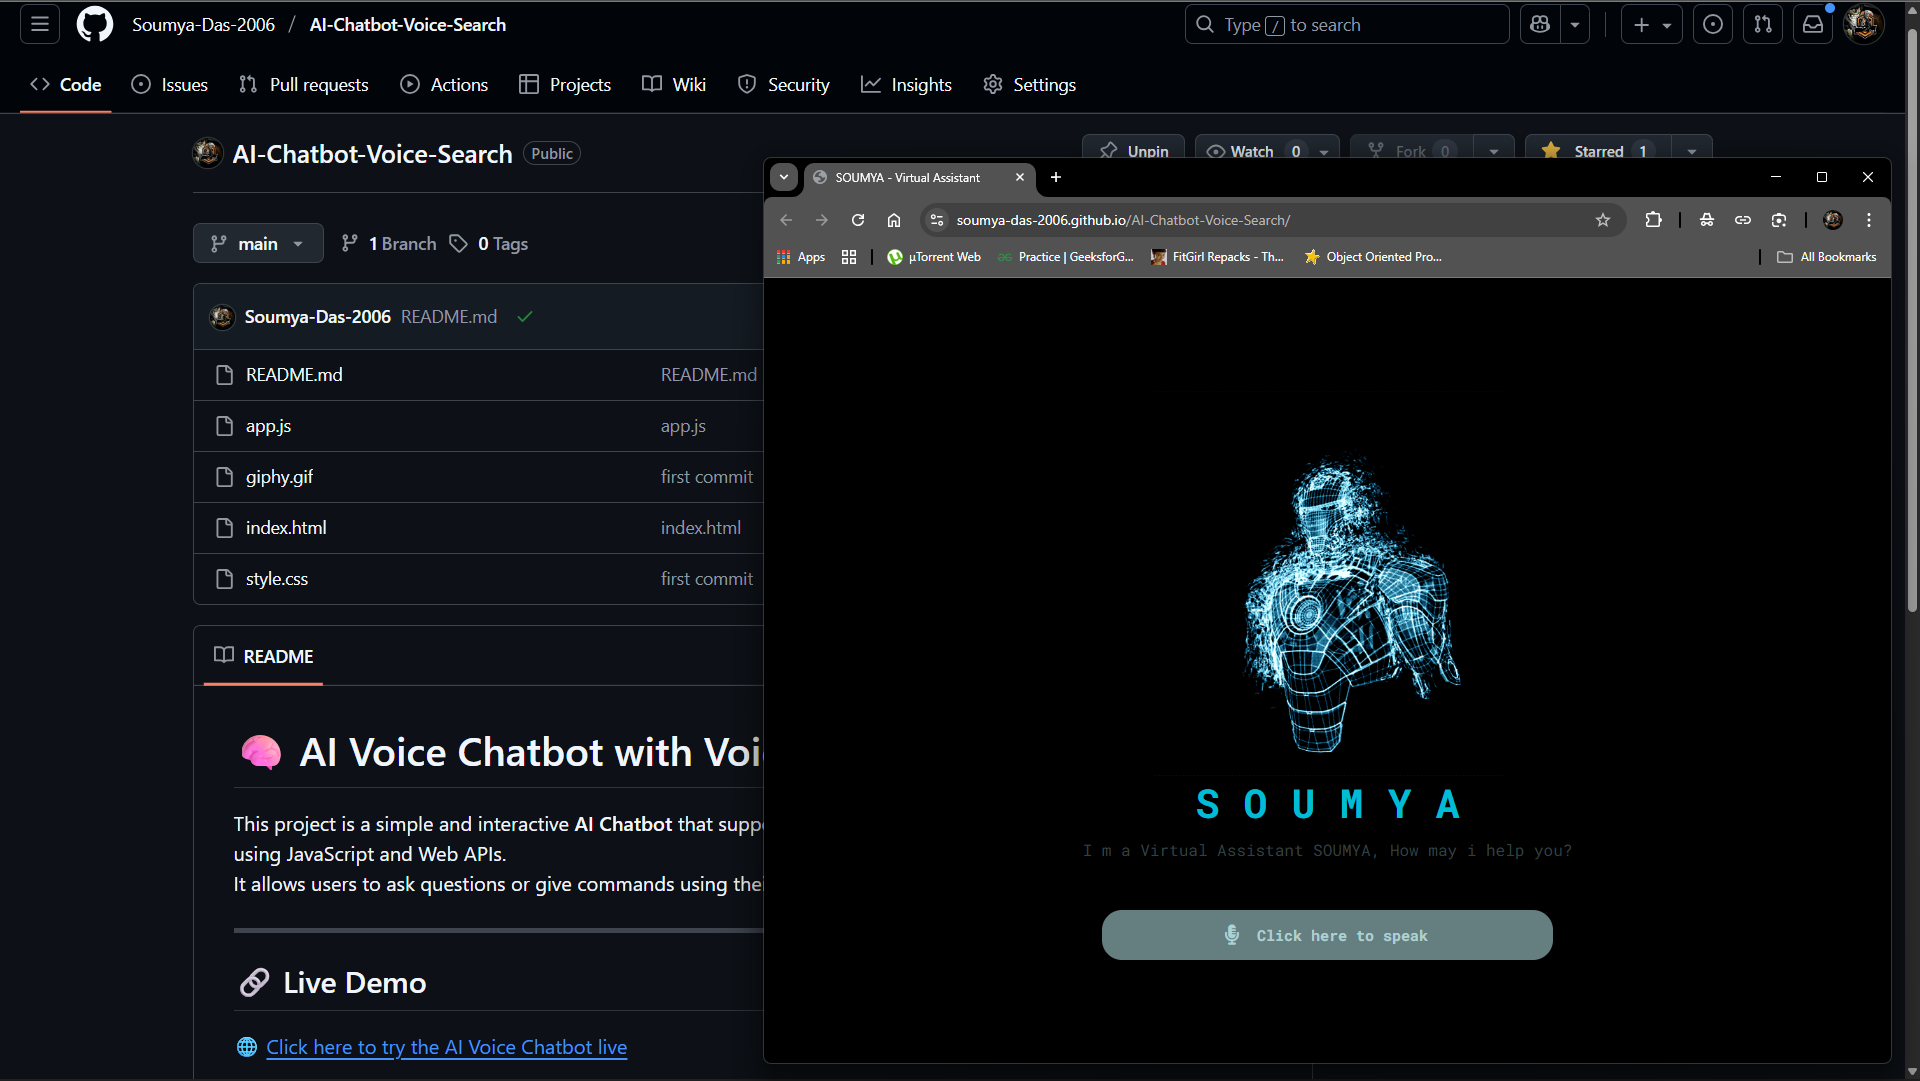 Soumya-Das-2006 / AI-Chatbot-Voice-Search
Type / to search
Code Issues Pull requests Actions Projects Wiki Security Insights Settings
AI-Chatbot-Voice-Search Public
Unpin Watch 0 Fork 0 Starred 1
main 1 Branch 0 Tags
Soumya-Das-2006 README.md
README.md README.md
app.js app.js
giphy.gif first commit
index.html index.html
style.css first commit
README
AI Voice Chatbot with Voi
This project is a simple and interactive AI Chatbot that supp
using JavaScript and Web APIs.
It allows users to ask questions or give commands using thei
Live Demo
Click here to try the AI Voice Chatbot live
SOUMYA - Virtual Assistant
soumya-das-2006.github.io/AI-Chatbot-Voice-Search/
Apps µTorrent Web Practice | GeeksforG... FitGirl Repacks - Th... Object Oriented Pro... All Bookmarks
SOUMYA
I m a Virtual Assistant SOUMYA, How may i help you?
Click here to speak